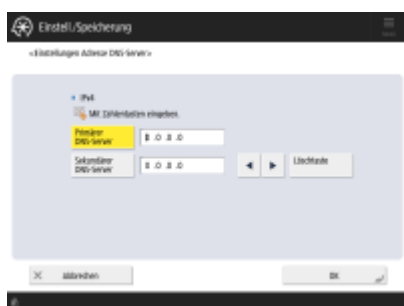 Einstell./Speicherung
<Einstellungen Adresse DNS-Server>
IPv4
Mit Zahlentasten eingeben.
Primärer
DNS-Server
0 .0 .0 .0
Sekundärer
DNS-Server
0 .0 .0 .0
◀ ▶ Löschtaste
Abbrechen
OK